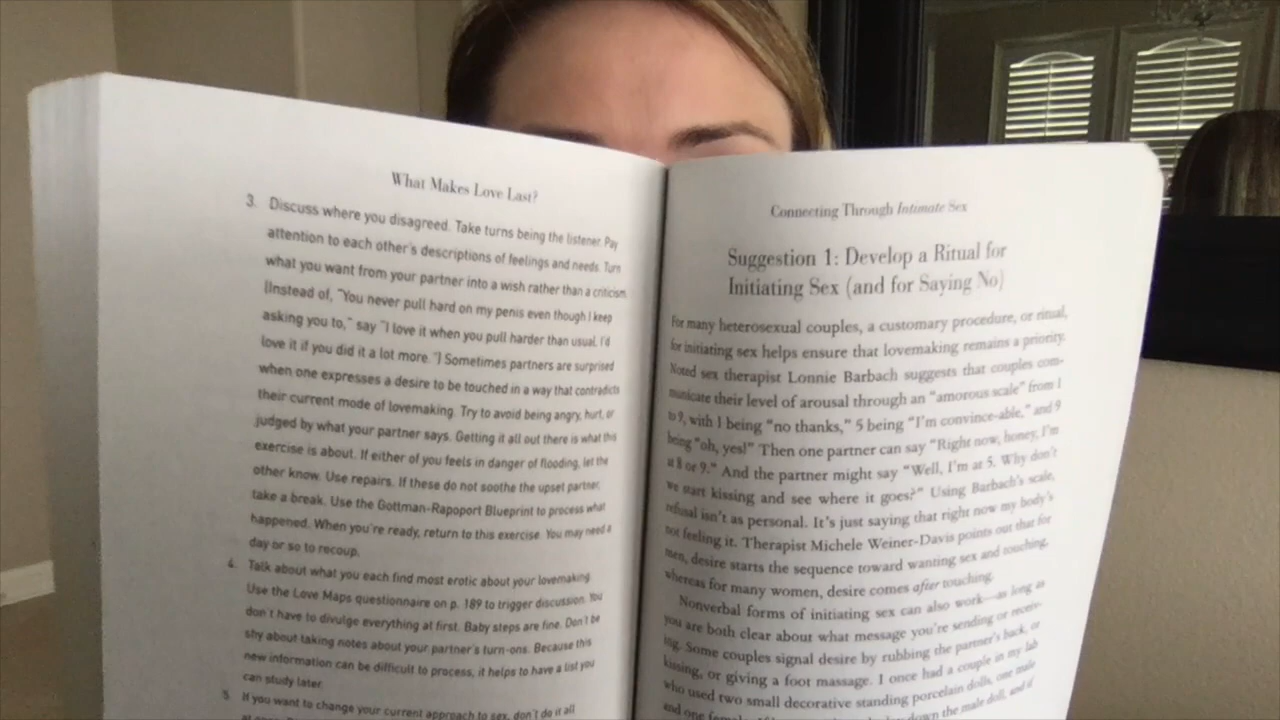 What Makes Love Last?
3. Discuss where you disagreed. Take turns being the listener. Pay
attention to each other's descriptions of feelings and needs. Turn
what you want from your partner into a wish rather than a criticism.
(Instead of, "You never pull hard on my penis even though I keep
asking you to," say "I love it when you pull harder than usual. I'd
love it if you did it a lot more.") Sometimes partners are surprised
when one expresses a desire to be touched in a way that contradicts
their current mode of lovemaking. Try to avoid being angry, hurt, or
judged by what your partner says. Getting it all out there is what this
exercise is about. If either of you feels in danger of flooding, let the
other know. Use repairs. If these do not soothe the upset partner,
take a break. Use the Gottman-Rapoport Blueprint to process what
happened. When you're ready, return to this exercise. You may need a
day or so to recoup.
4. Talk about what you each find most erotic about your lovemaking.
Use the Love Maps questionnaire on p. 189 to trigger discussion. You
don't have to divulge everything at first. Baby steps are fine. Don't be
shy about taking notes about your partner's turn-ons. Because this
new information can be difficult to process, it helps to have a list you
can study later.
5. If you want to change your current approach to sex, don't do it all
Connecting Through Intimate Sex
Suggestion 1: Develop a Ritual for
Initiating Sex (and for Saying No)
For many heterosexual couples, a customary procedure, or ritual,
for initiating sex helps ensure that lovemaking remains a priority.
Noted sex therapist Lonnie Barbach suggests that couples com-
municate their level of arousal through an "amorous scale" from 1
to 9, with 1 being "no thanks," 5 being "I'm convince-able," and 9
being "oh, yes!" Then one partner can say "Right now, honey, I'm
at 8 or 9." And the partner might say "Well, I'm at 5. Why don't
we start kissing and see where it goes?" Using Barbach's scale,
refusal isn't as personal. It's just saying that right now my body's
not feeling it. Therapist Michele Weiner-Davis points out that for
men, desire starts the sequence toward wanting sex and touching,
whereas for many women, desire comes after touching.
Nonverbal forms of initiating sex can also work—as long as
you are both clear about what message you're sending or receiv-
ing. Some couples signal desire by rubbing the partner's back, or
kissing, or giving a foot massage. I once had a couple in my lab
who used two small decorative standing porcelain dolls, one male
and one female. down the male doll, and if